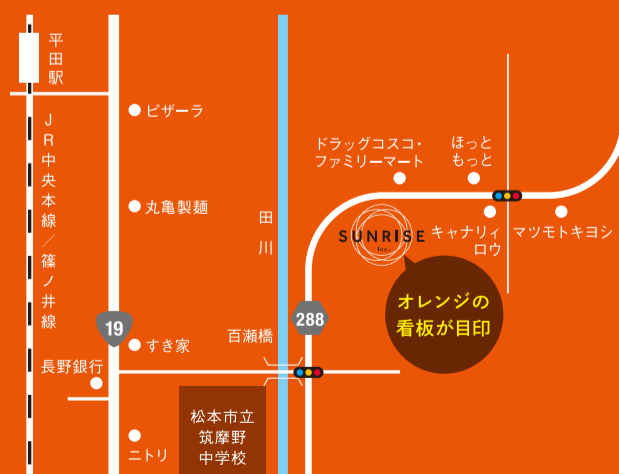 平田駅
JR中央本線/篠ノ井線
ピザーラ
丸亀製麺
19
すき家
長野銀行
ニトリ
田川
百瀬橋
松本市立
筑摩野
中学校
288
ドラッグコスコ・
ファミリーマート
ほっと
もっと
キャナリィ
ロウ
マツモトキヨシ
SUNRISE
Inc.
オレンジの
看板が目印